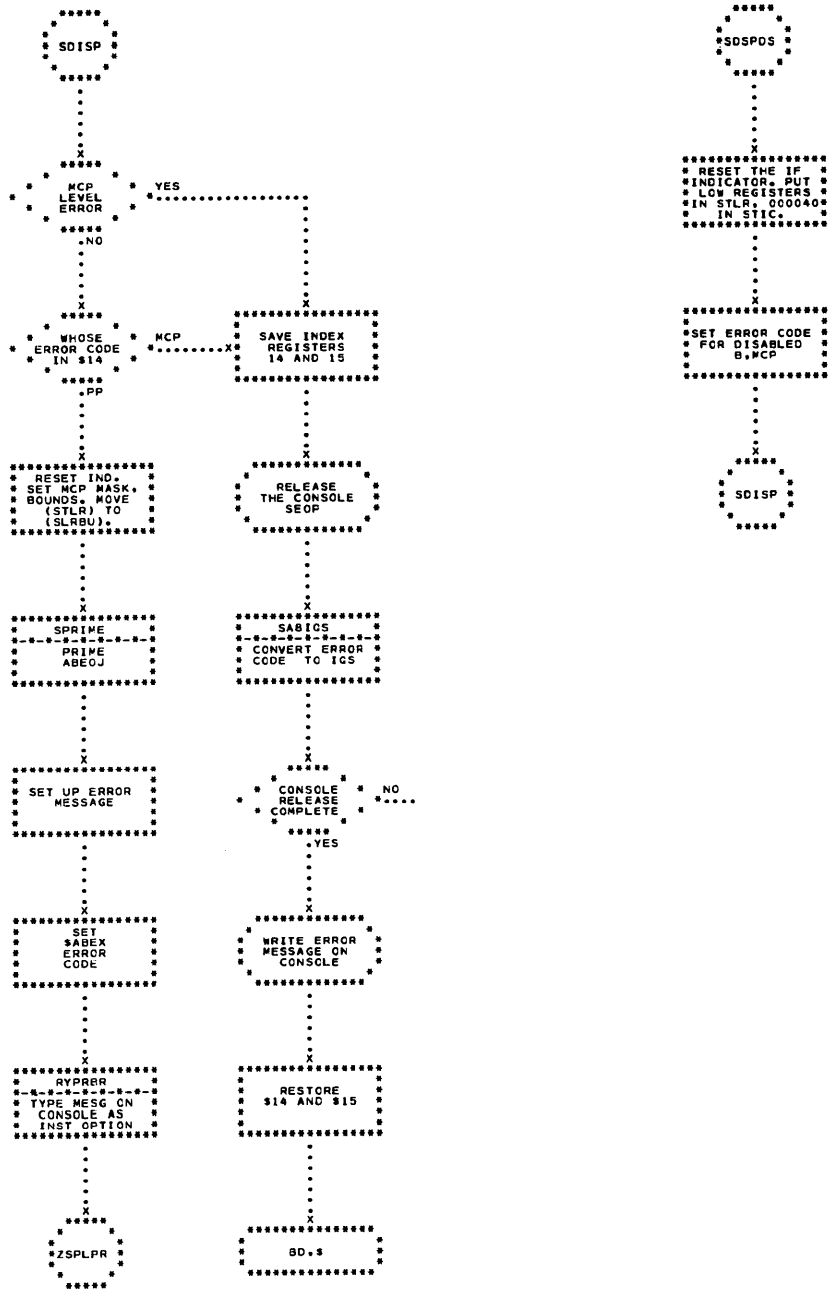 SDISP
MCP
LEVEL
ERROR
YES
NO
WHOSE
ERROR CODE
IN $14
MCP
PP
RESET IND.
SET MCP MASK,
BOUNDS. MOVE
(STLR) TO
(SLRBU).
SPRIME
PRIME
ABEOJ
SET UP ERROR
MESSAGE
SET
$ABEX
ERROR
CODE
RYPRBR
TYPE MESG ON
CONSOLE AS
INST OPTION
ZSPLPR
SAVE INDEX
REGISTERS
14 AND 15
RELEASE
THE CONSOLE
SEOP
SABIGS
CONVERT ERROR
CODE TO IGS
CONSOLE
RELEASE
COMPLETE
NO
YES
WRITE ERROR
MESSAGE ON
CONSOLE
RESTORE
$14 AND $15
BD,$
SDSPDS
RESET THE IF
INDICATOR. PUT
LOW REGISTERS
IN STLR, 000040
IN STIC.
SET ERROR CODE
FOR DISABLED
B,MCP
SDISP